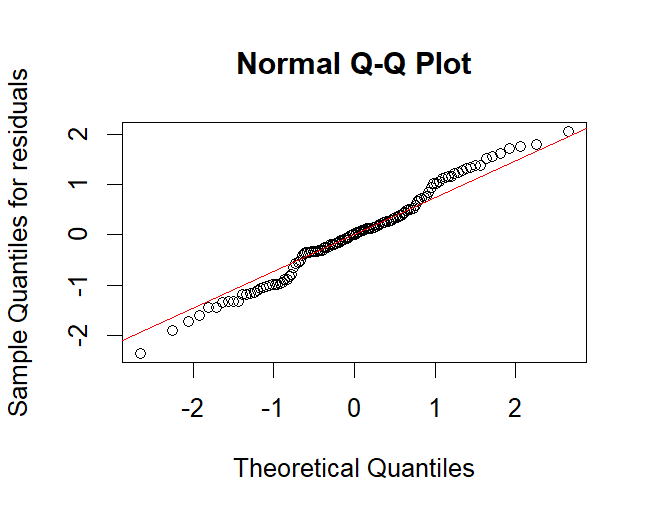 Normal Q-Q Plot
Sample Quantiles for residuals
2
1
0
-1
-2
-2 -1 0 1 2
Theoretical Quantiles